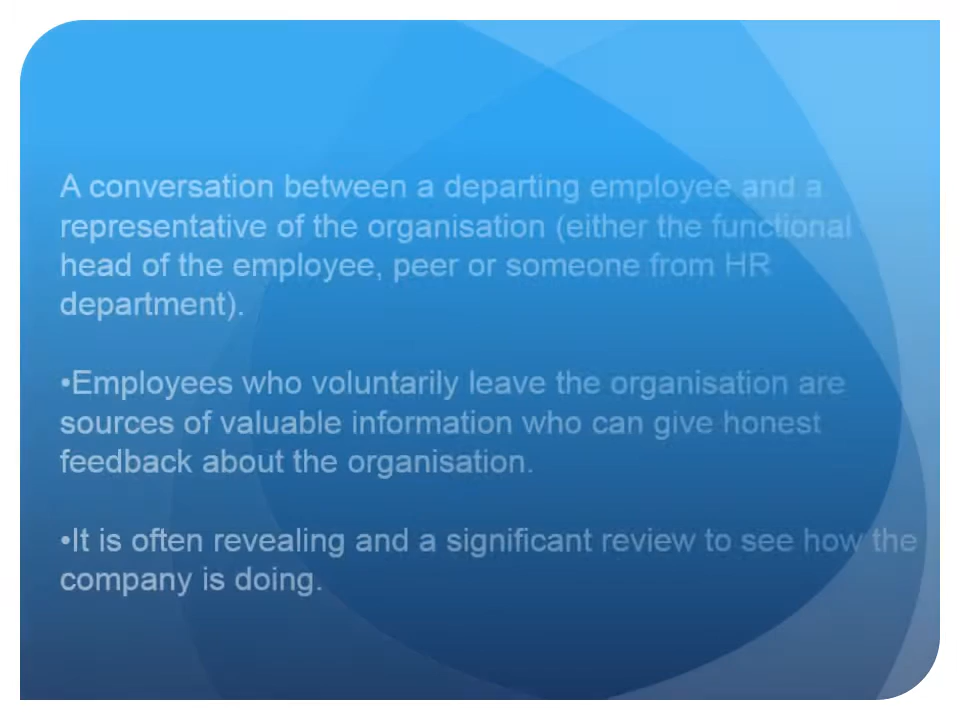 A conversation between a departing employee and a
representative of the organisation (either the functional
head of the employee, peer or someone from HR
department).
•Employees who voluntarily leave the organisation are
sources of valuable information who can give honest
feedback about the organisation.
•It is often revealing and a significant review to see how the
company is doing.